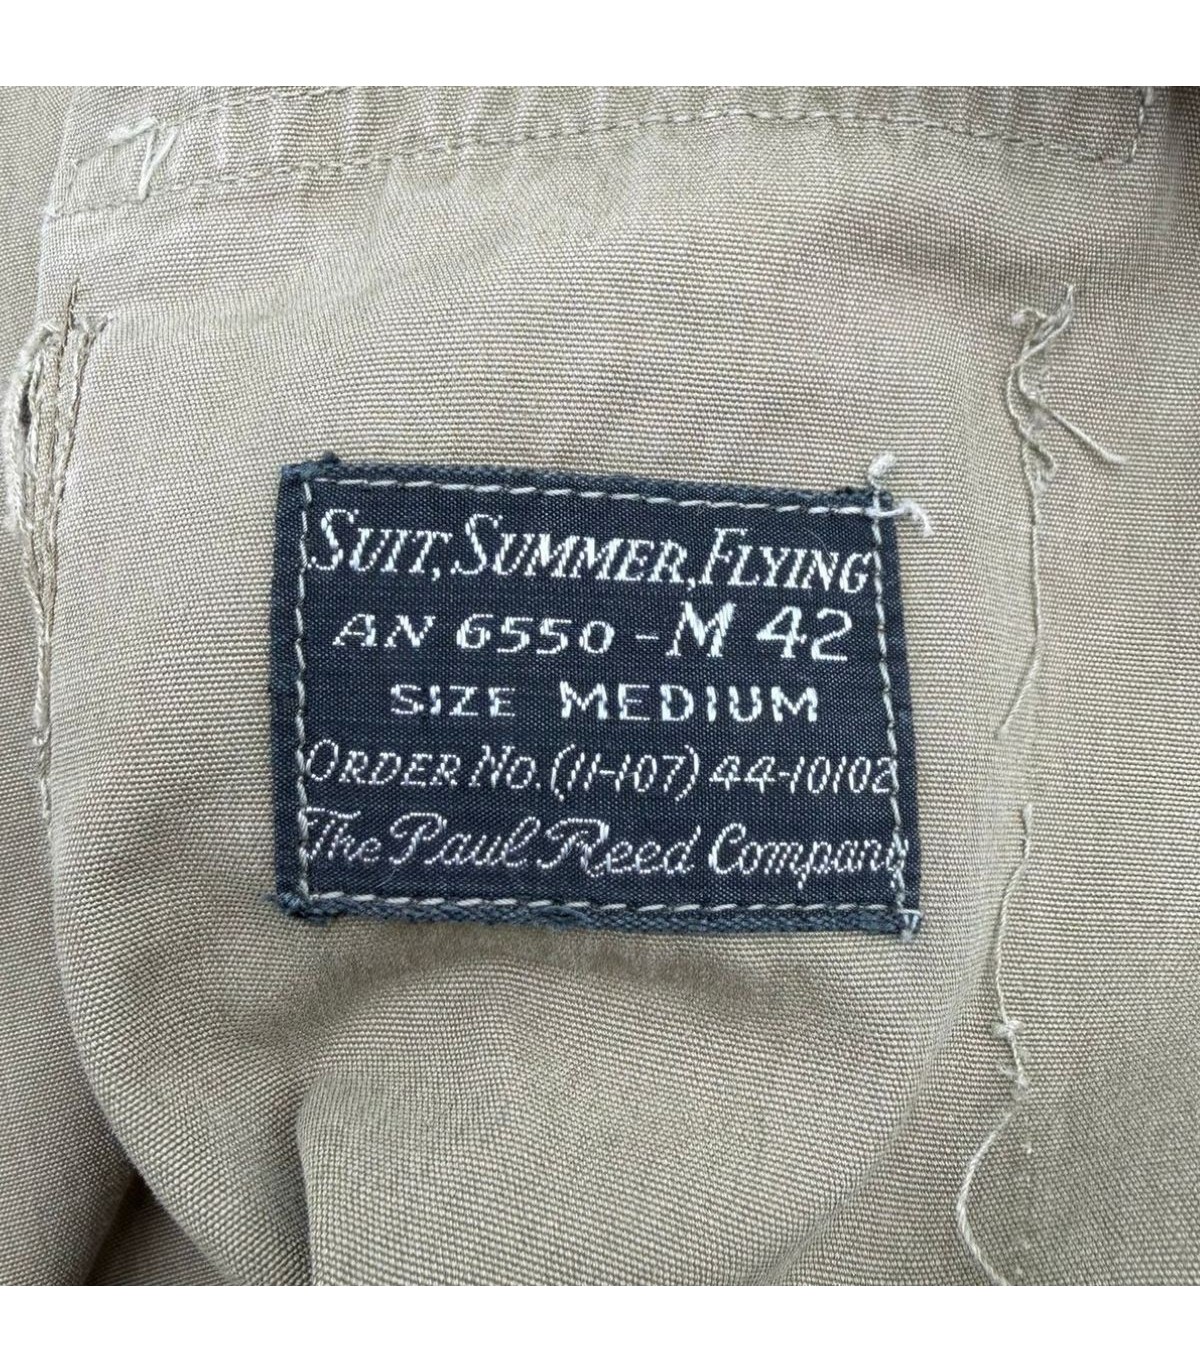 SUIT, SUMMER, FLYING
AN 6550-M 42
SIZE MEDIUM
ORDER NO. (11-107) 44-10102
The Paul Reed Company